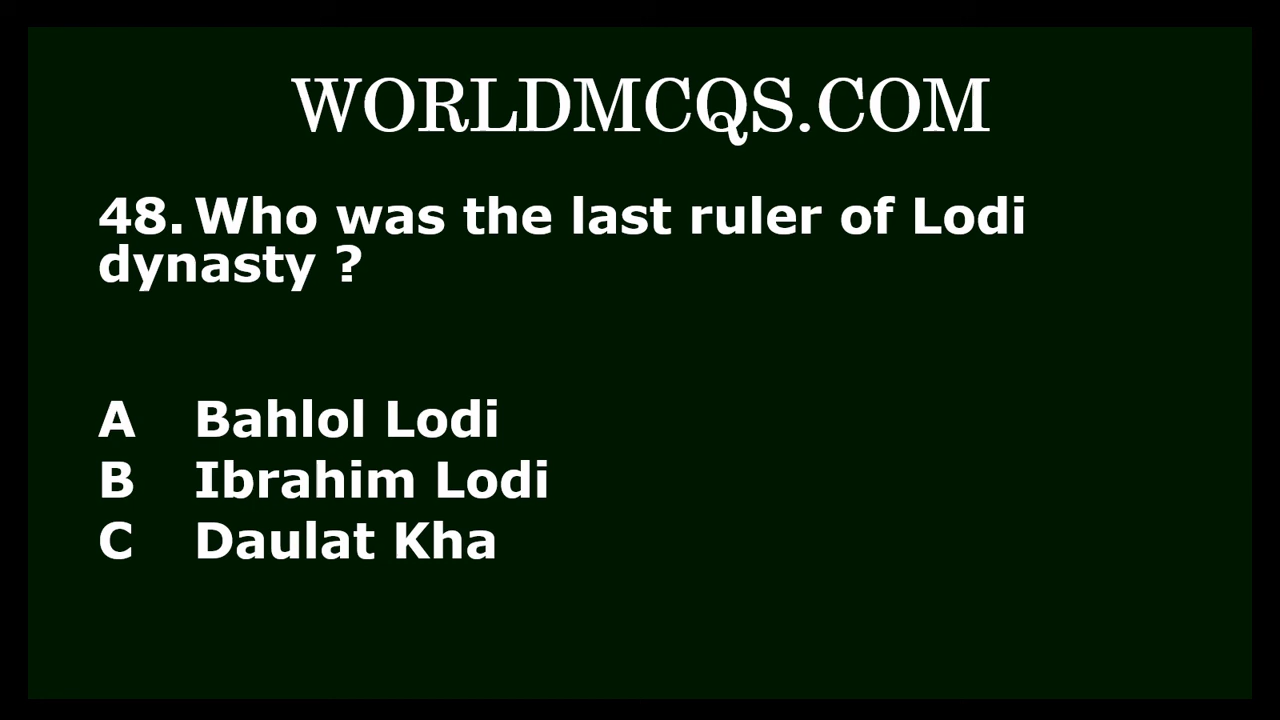 WORLDMCQS.COM
48. Who was the last ruler of Lodi
dynasty ?
A Bahlol Lodi
B Ibrahim Lodi
C Daulat Kha